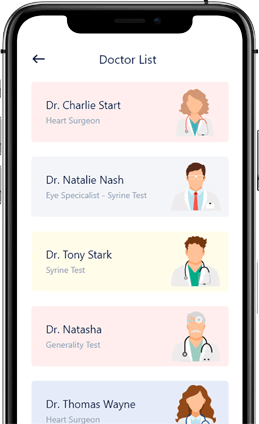 Doctor List
Dr. Charlie Start
Heart Surgeon
Dr. Natalie Nash
Eye Specicalist - Syrine Test
Dr. Tony Stark
Syrine Test
Dr. Natasha
Generality Test
Dr. Thomas Wayne
Heart Surgeon